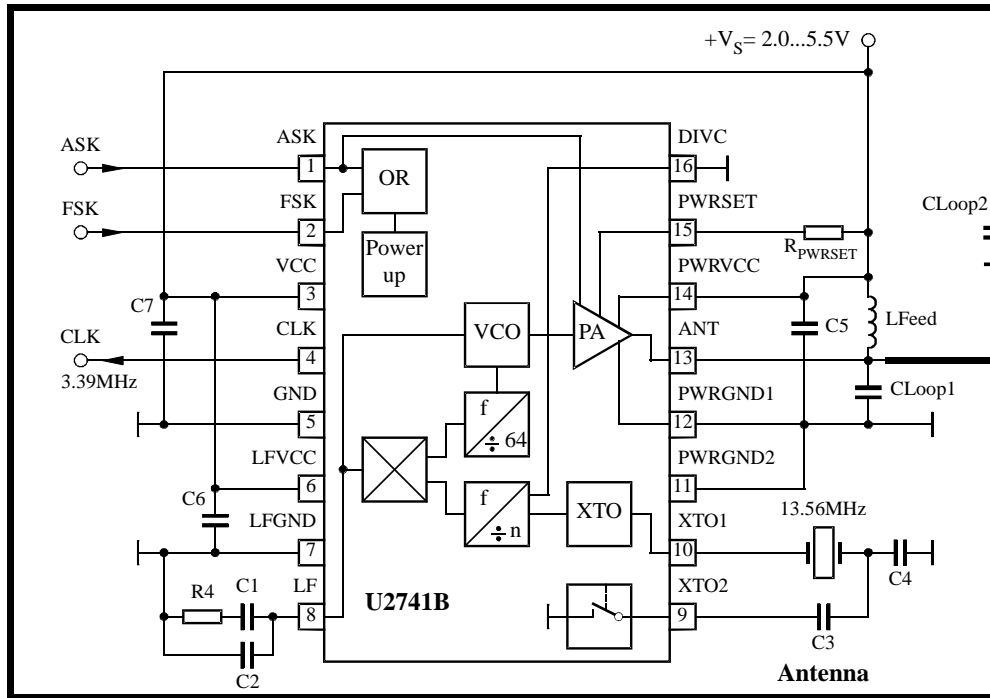 +VS= 2.0...5.5V
ASK
ASK
DIVC
1
16
OR
FSK
FSK
PWRSET
CLoop2
2
15
RPWRSET
Power
up
VCC
PWRVCC
3
14
C7
C5
LFeed
CLK
CLK
VCO
PA
ANT
4
13
3.39MHz
CLoop1
GND
PWRGND1
f
÷ 64
5
12
LFVCC
PWRGND2
6
11
C6
f
÷ n
XTO
13.56MHz
LFGND
XTO1
7
10
C4
R4
C1
LF
XTO2
U2741B
8
9
C3
C2
Antenna